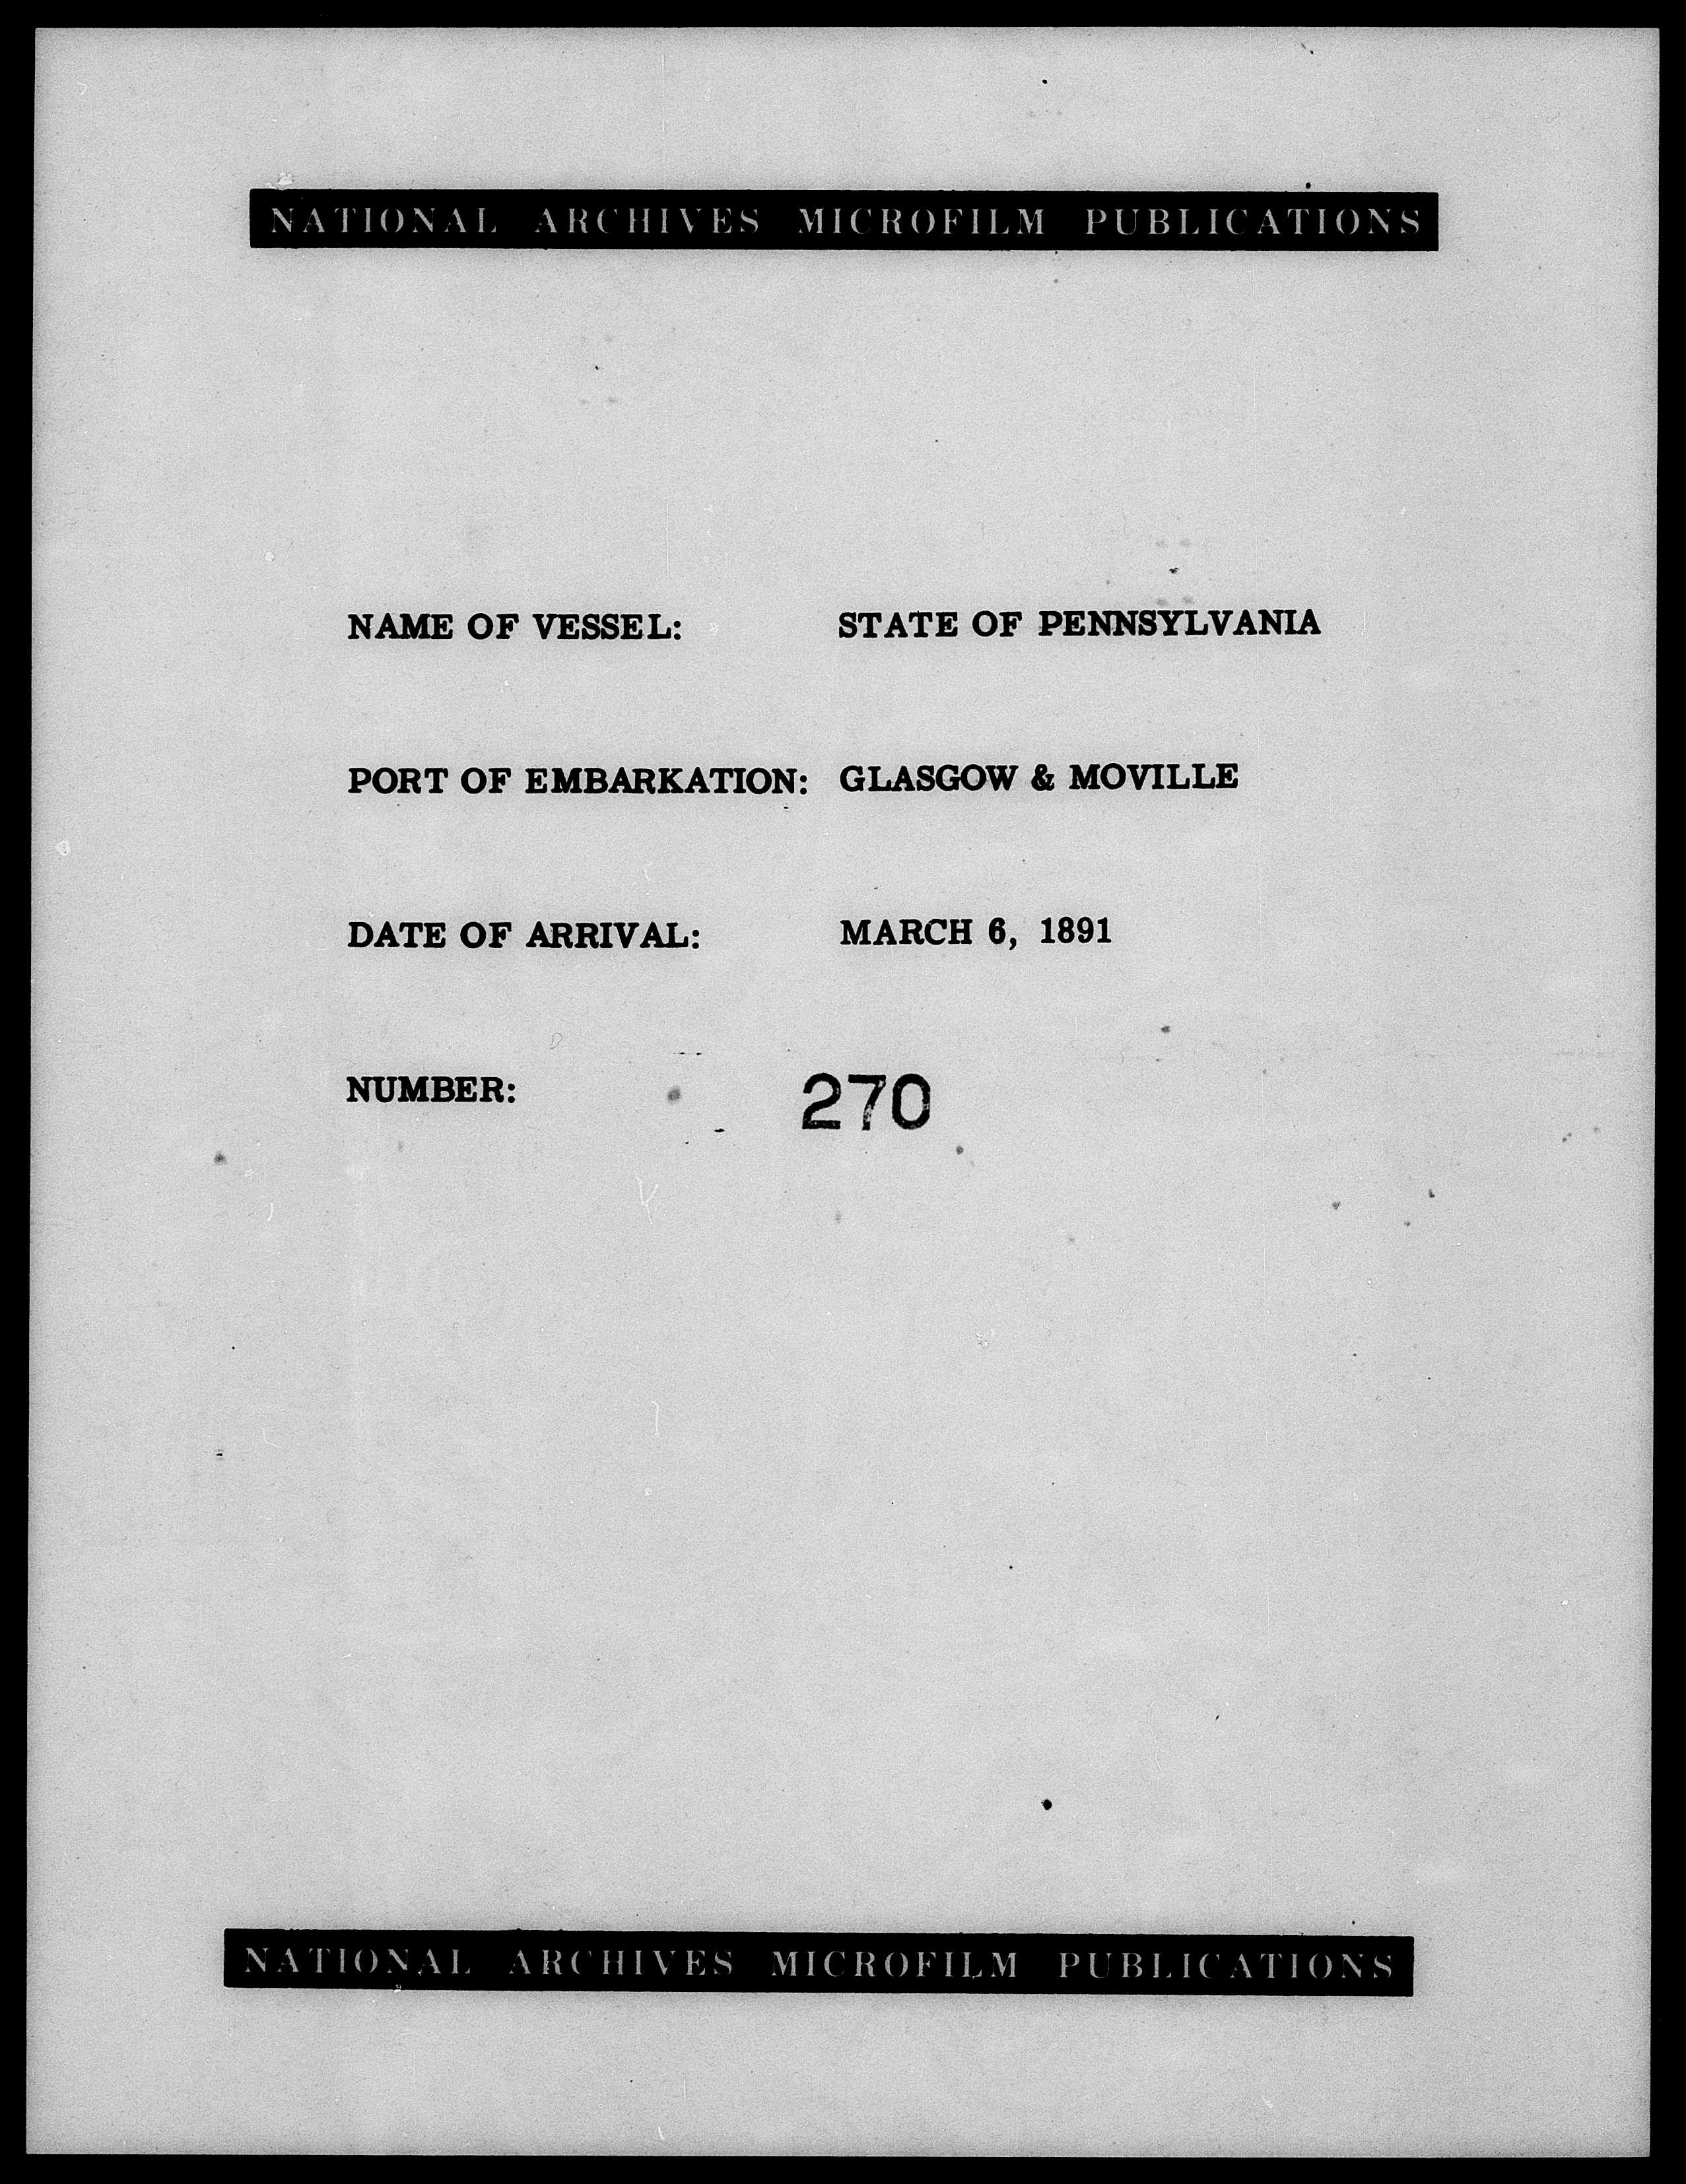 NATIONAL ARCHIVES MICROFILM PUBLICATIONS
NAME OF VESSEL: STATE OF PENNSYLVANIA
PORT OF EMBARKATION: GLASGOW & MOVILLE
DATE OF ARRIVAL: MARCH 6, 1891
NUMBER: 270
NATIONAL ARCHIVES MICROFILM PUBLICATIONS